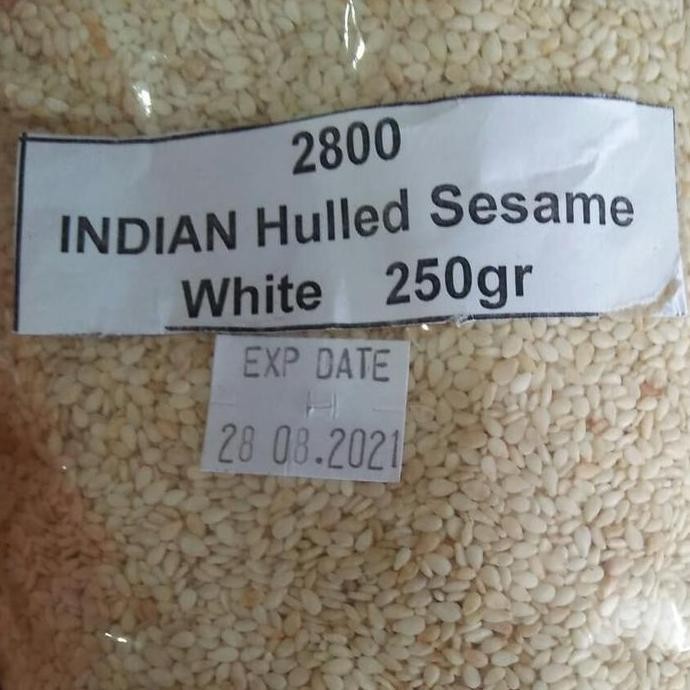 2800
INDIAN Hulled Sesame
White 250gr
EXP DATE
28 08.2021